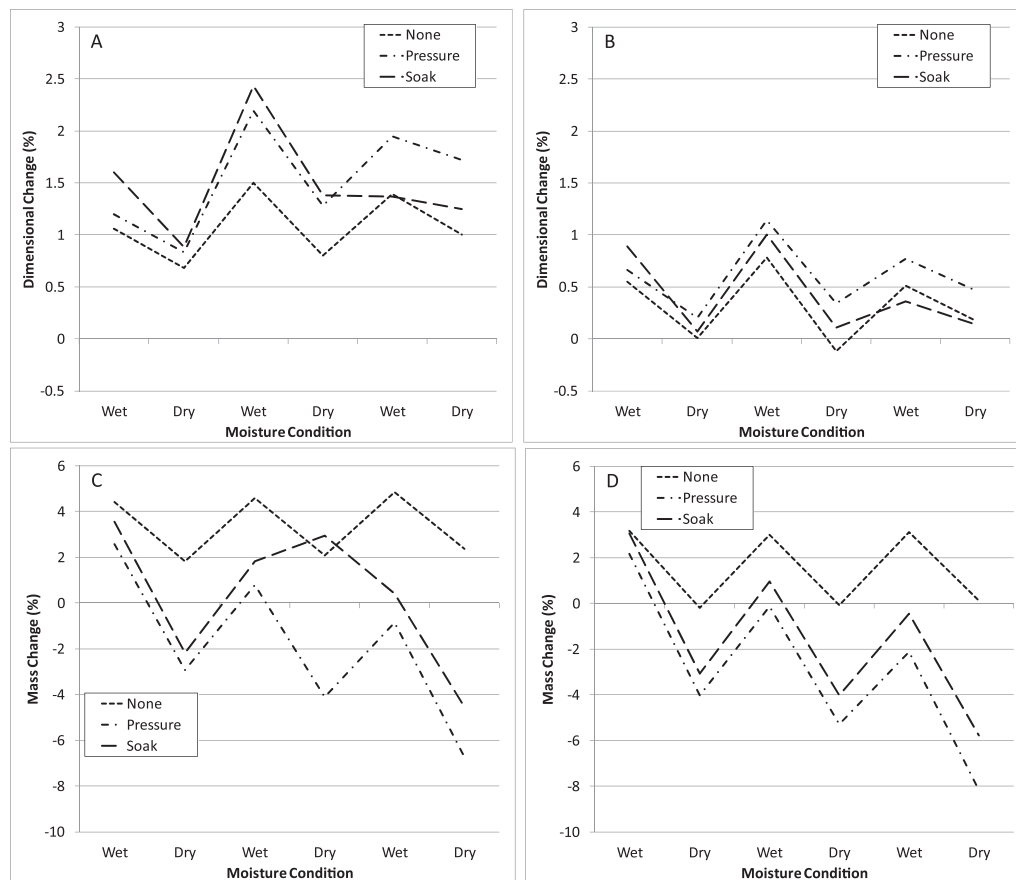 A
None
Pressure
Soak
3
2.5
2
1.5
1
0.5
0
-0.5
Dimensional Change (%)
Wet Dry Wet Dry Wet Dry
Moisture Condition
B
None
Pressure
Soak
3
2.5
2
1.5
1
0.5
0
-0.5
Dimensional Change (%)
Wet Dry Wet Dry Wet Dry
Moisture Condition
C
6
4
2
0
-2
-4
-6
-8
-10
Mass Change (%)
None
Pressure
Soak
Wet Dry Wet Dry Wet Dry
Moisture Condition
D
None
Pressure
Soak
6
4
2
0
-2
-4
-6
-8
-10
Mass Change (%)
Wet Dry Wet Dry Wet Dry
Moisture Condition